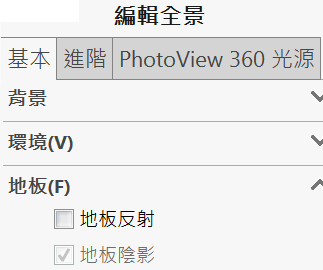 編輯全景
基本 進階 PhotoView 360 光源
背景
環境(V)
地板(F)
地板反射
地板陰影